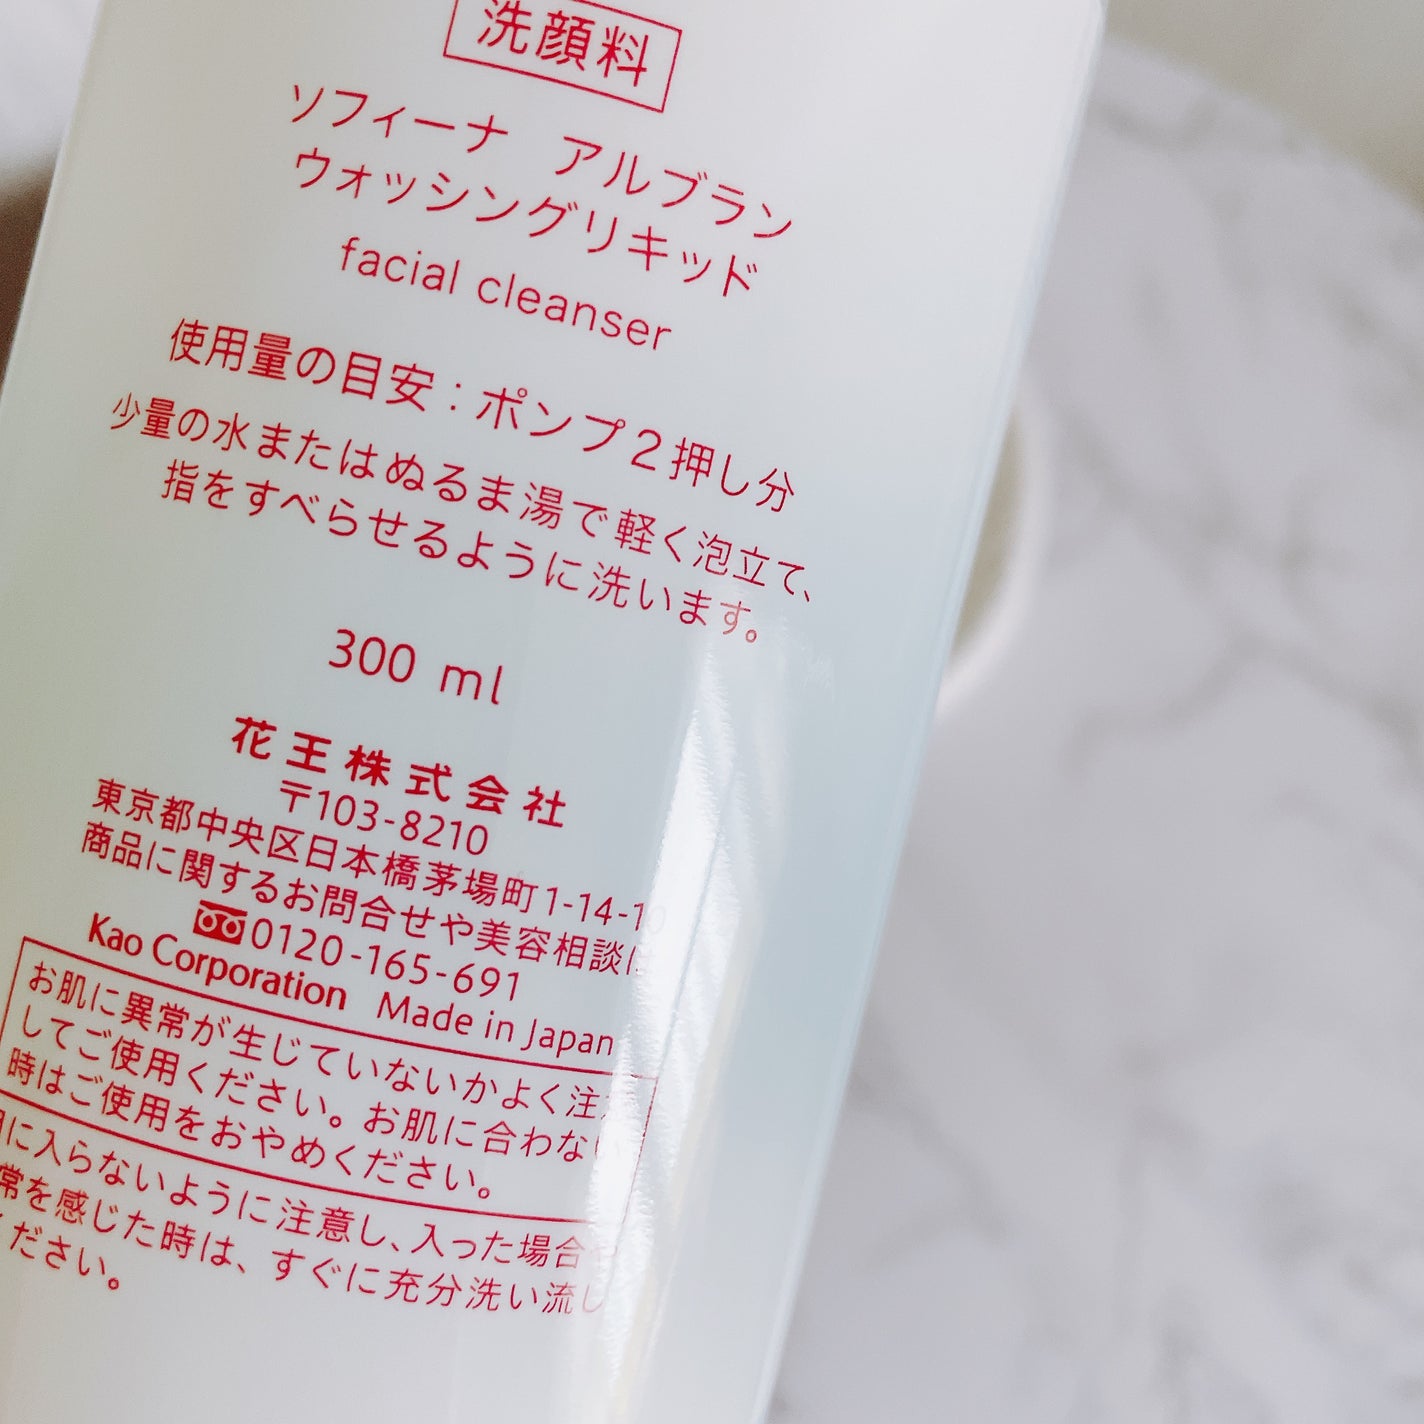 洗顔料
ソフィーナ アルブラン
ウォッシングリキッド
facial cleanser
使用量の目安：ポンプ2押し分
少量の水またはぬるま湯で軽く泡立て、
指をすべらせるように洗います。
300 ml
花王株式会社
〒103-8210
東京都中央区日本橋茅場町1-14-10
商品に関するお問合せや美容相談は
0120-165-691
Kao Corporation Made in Japan
お肌に異常が生じていないかよく注
してご使用ください。お肌に合わない
時はご使用をおやめください。
に入らないように注意し、入った場合や
常を感じた時は、すぐに充分洗い流し
ください。